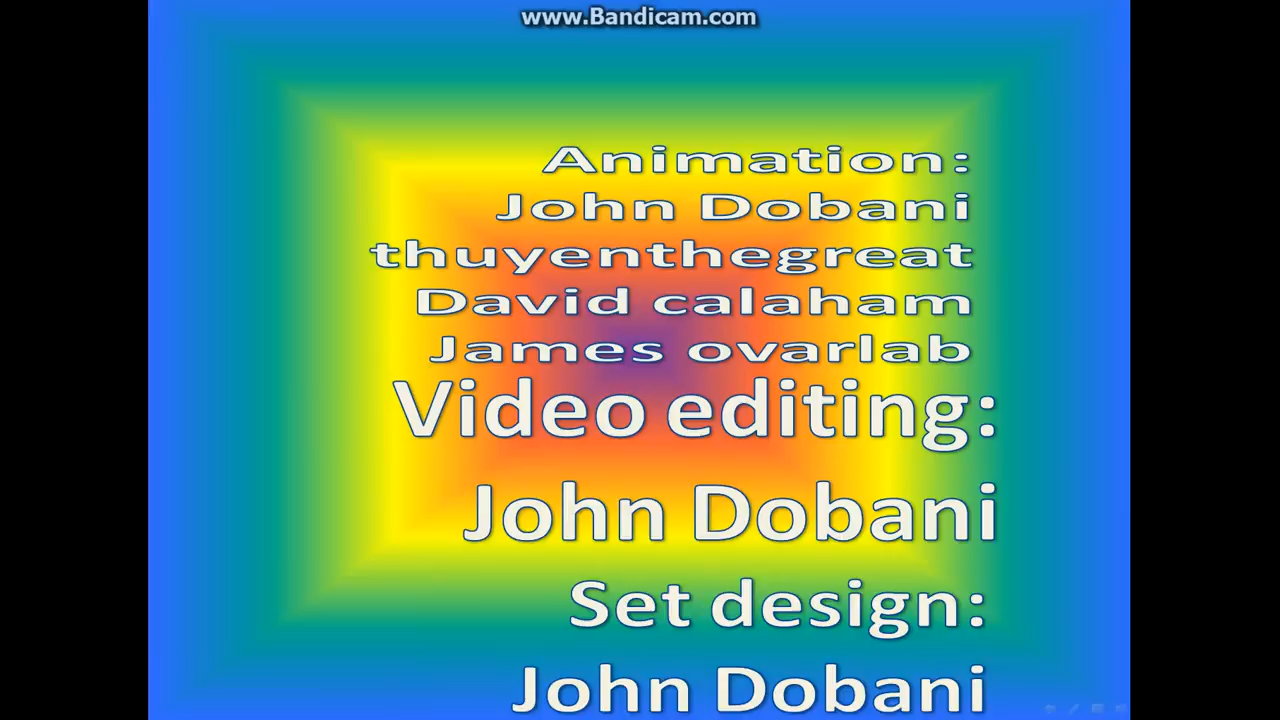 www.Bandicam.com
Animation:
John Dobani
thuyenthegreat
David calaham
James ovarlab
Video editing:
John Dobani
Set design:
John Dobani